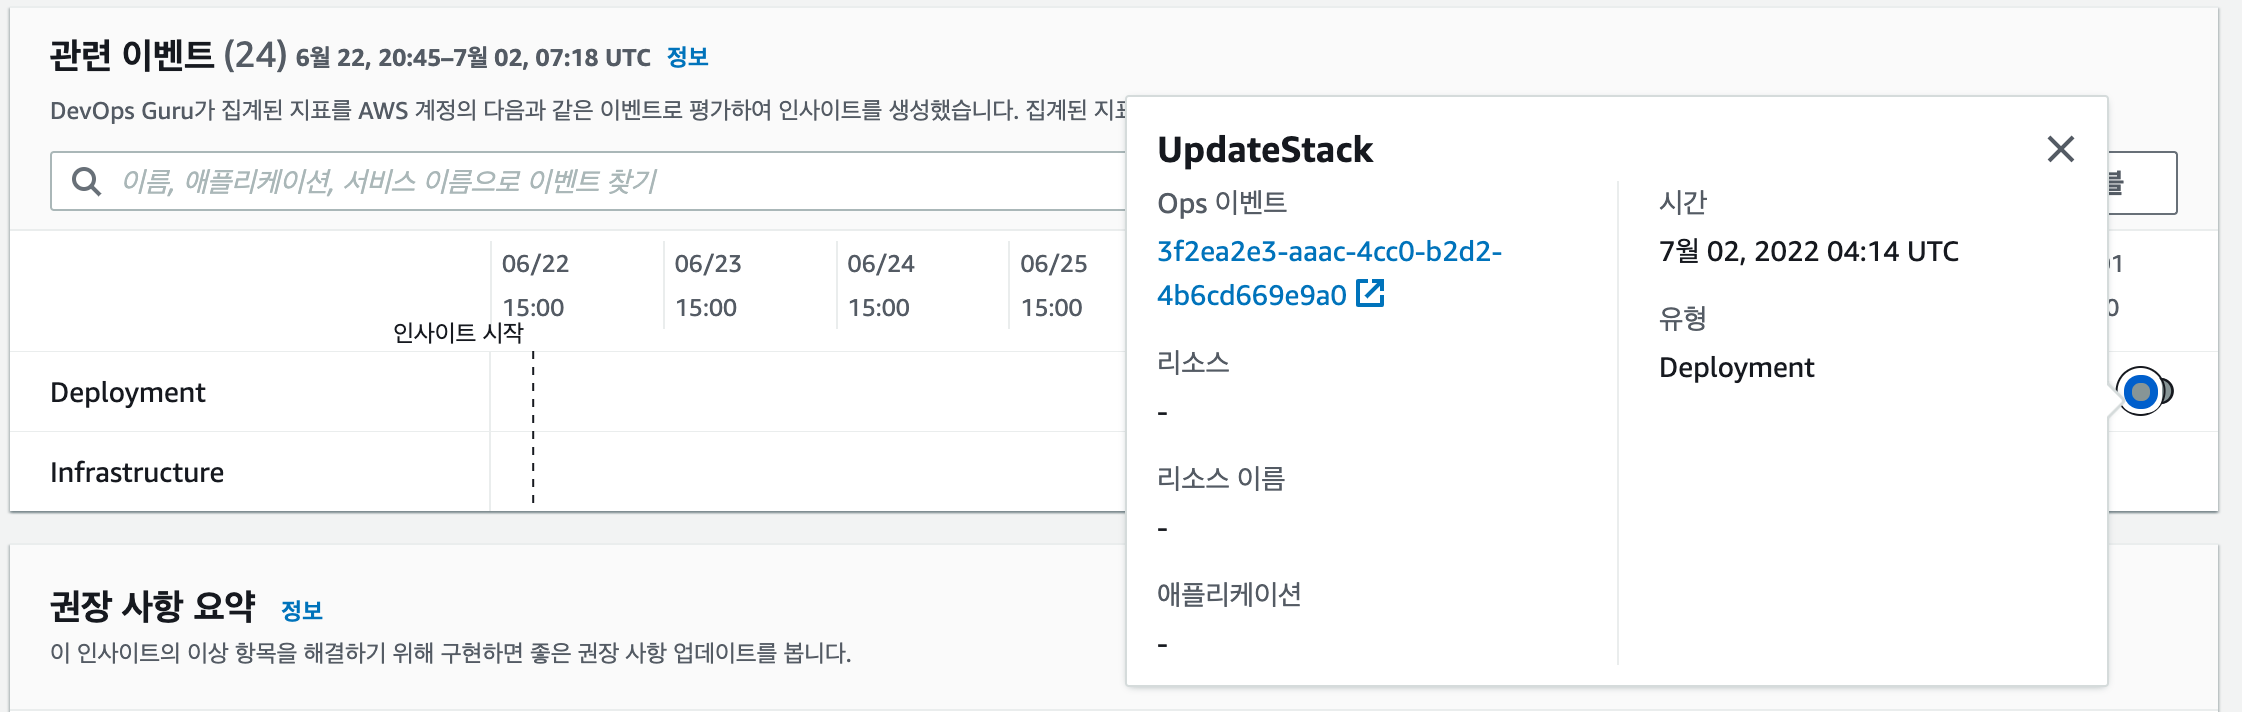 관련 이벤트 (24) 6월 22, 20:45–7월 02, 07:18 UTC 정보
DevOps Guru가 집계된 지표를 AWS 계정의 다음과 같은 이벤트로 평가하여 인사이트를 생성했습니다. 집계된
이름, 애플리케이션, 서비스 이름으로 이벤트 찾기
06/22 06/23 06/24 06/25
15:00 15:00 15:00 15:00
인사이트 시작
Deployment
Infrastructure
UpdateStack
Ops 이벤트
3f2ea2e3-aaac-4cc0-b2d2-
4b6cd669e9a0
리소스
-
리소스 이름
-
애플리케이션
-
시간
7월 02, 2022 04:14 UTC
유형
Deployment
권장 사항 요약 정보
이 인사이트의 이상 항목을 해결하기 위해 구현하면 좋은 권장 사항 업데이트를 봅니다.